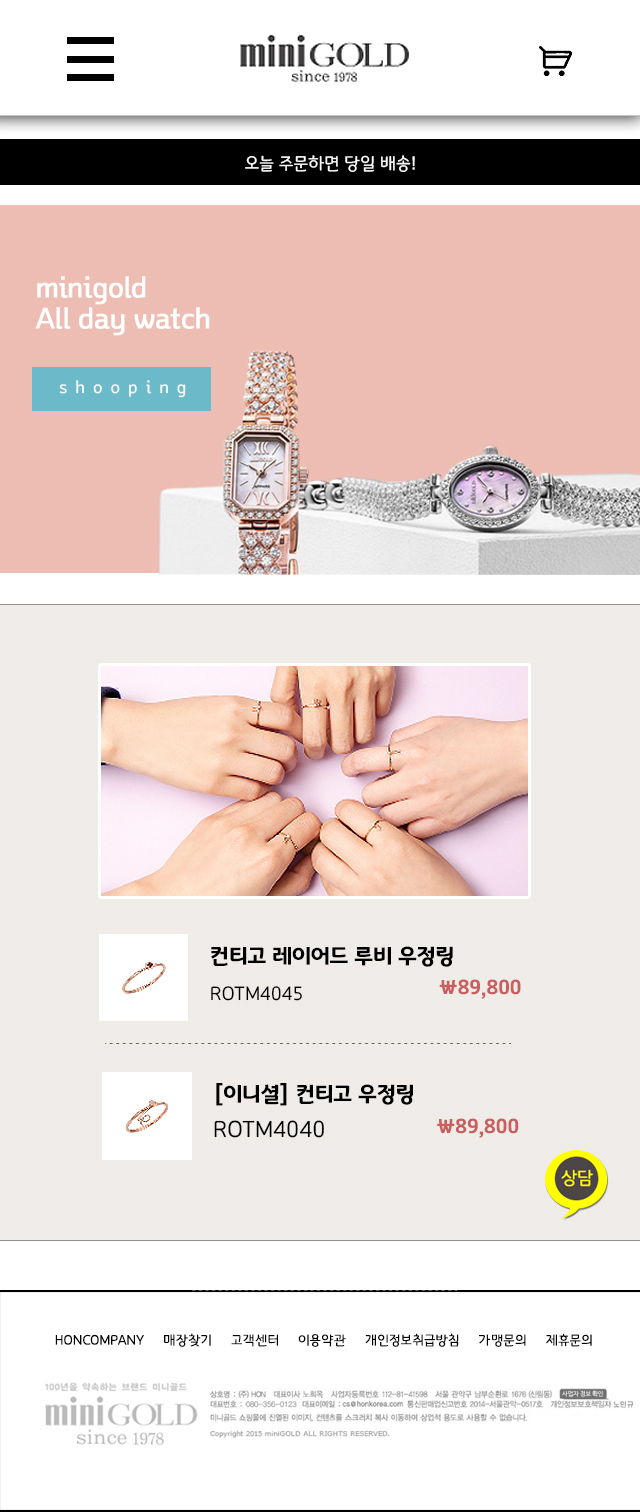 miniGOLD
since 1978
오늘 주문하면 당일 배송!
minigold
All day watch
shooping
컨티고 레이어드 루비 우정링
ROTM4045
₩89,800
[이니셜] 컨티고 우정링
ROTM4040
₩89,800
상담
HONCOMPANY 매장찾기 고객센터 이용약관 개인정보취급방침 가맹문의 제휴문의
100년을 약속하는 브랜드 미니골드
miniGOLD
since 1978
상호명 : (주) HON 대표이사 노희옥 사업자등록번호 112-81-41598 서울 관악구 남부순환로 1676 (신림동) 사업자 정보 확인
대표번호 : 080-356-0123 대표이메일 : cs@honkorea.com 통신판매업신고번호 2014-서울관악-0517호 개인정보보호책임자 노민규
미니골드 쇼핑몰에 진열된 이미지, 컨텐츠를 스크러치 복사 이동하여 상업적 용도로 사용할 수 없습니다.
Copyright 2015 miniGOLD ALL RIGHTS RESERVED.